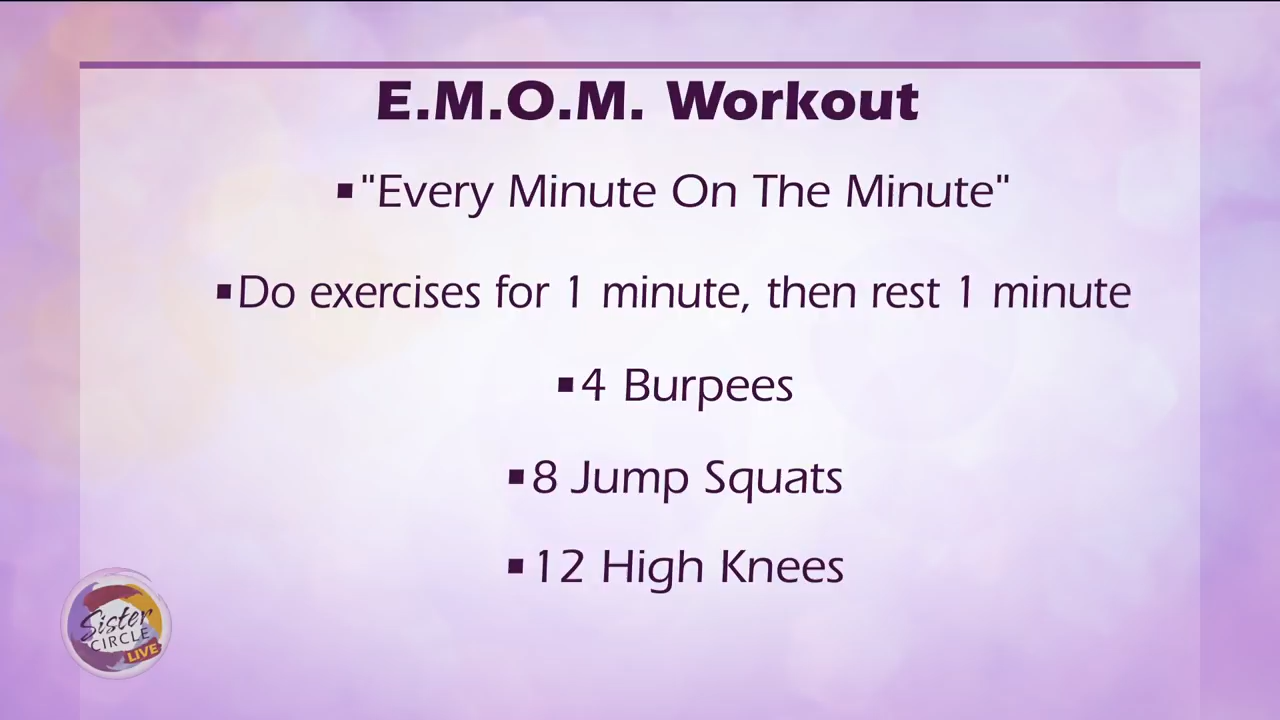 E.M.O.M. Workout
▪"Every Minute On The Minute"
▪Do exercises for 1 minute, then rest 1 minute
▪4 Burpees
▪8 Jump Squats
▪12 High Knees
Sister
CIRCLE
LIVE